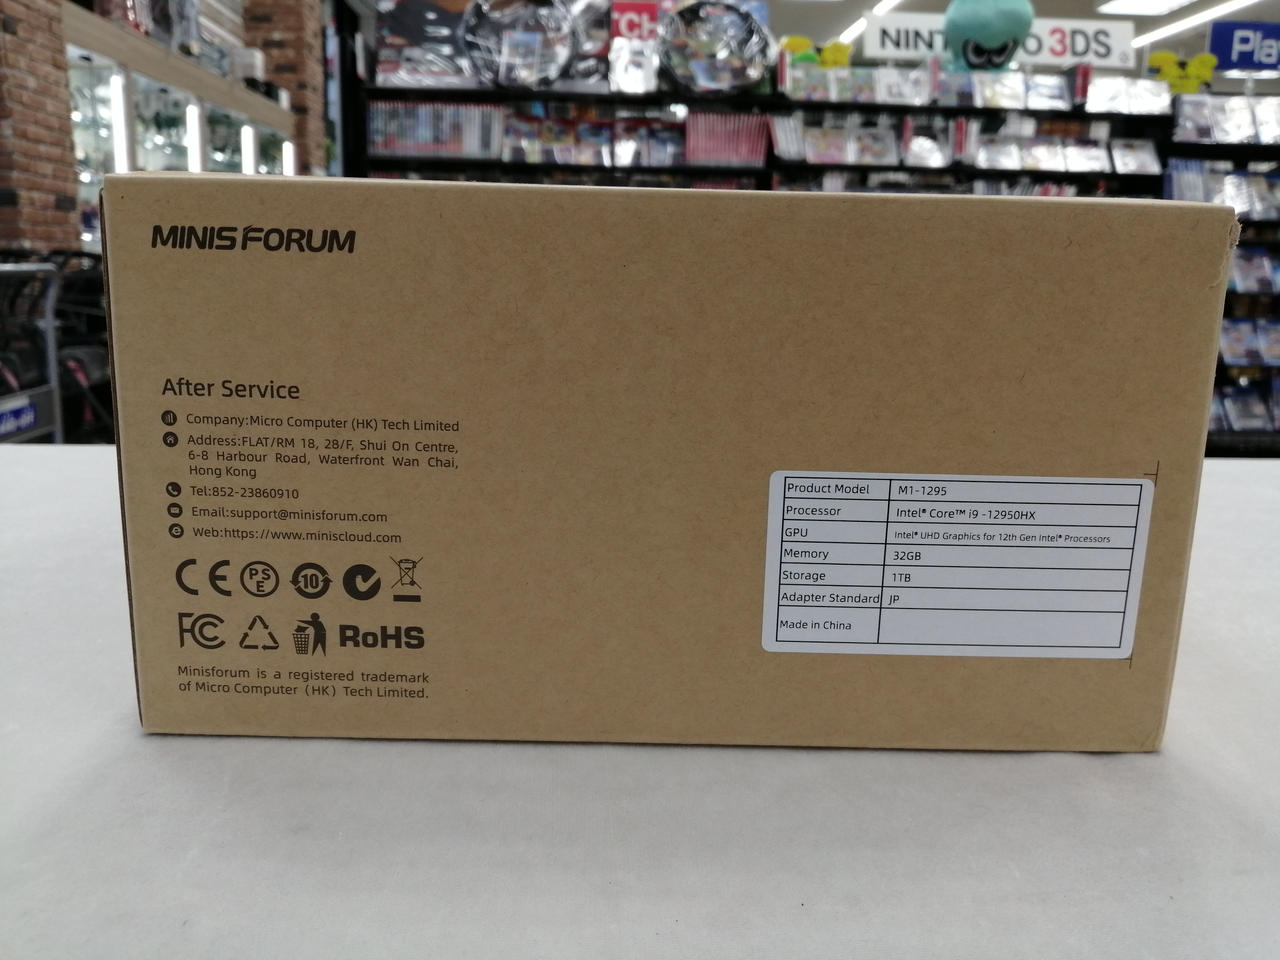 NINT O 3DS
Pla
MINISFORUM
After Service
Company:Micro Computer (HK) Tech Limited
Address:FLAT/RM 18, 28/F, Shui On Centre,
6-8 Harbour Road, Waterfront Wan Chai,
Hong Kong
Tel:852-23860910
Email:support@minisforum.com
Web:https://www.miniscloud.com
CE PSE 10
FC RoHS
Minisforum is a registered trademark
of Micro Computer (HK) Tech Limited.
Product Model M1-1295
Processor Intel® Core™ i9 -12950HX
GPU Intel® UHD Graphics for 12th Gen Intel® Processors
Memory 32GB
Storage 1TB
Adapter Standard JP
Made in China